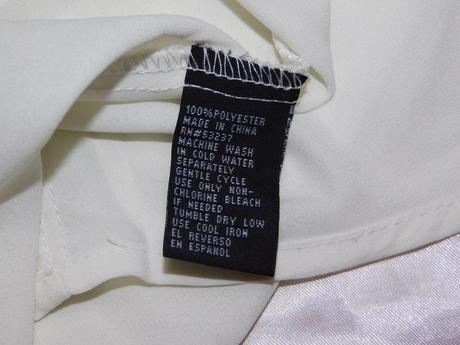 100%POLYESTER
MADE IN CHINA
RN#53237
MACHINE WASH
IN COLD WATER
SEPARATELY
GENTLE CYCLE
USE ONLY NON-
CHLORINE BLEACH
IF NEEDED
TUMBLE DRY LOW
USE COOL IRON
EL REVERSO
EN ESPANOL